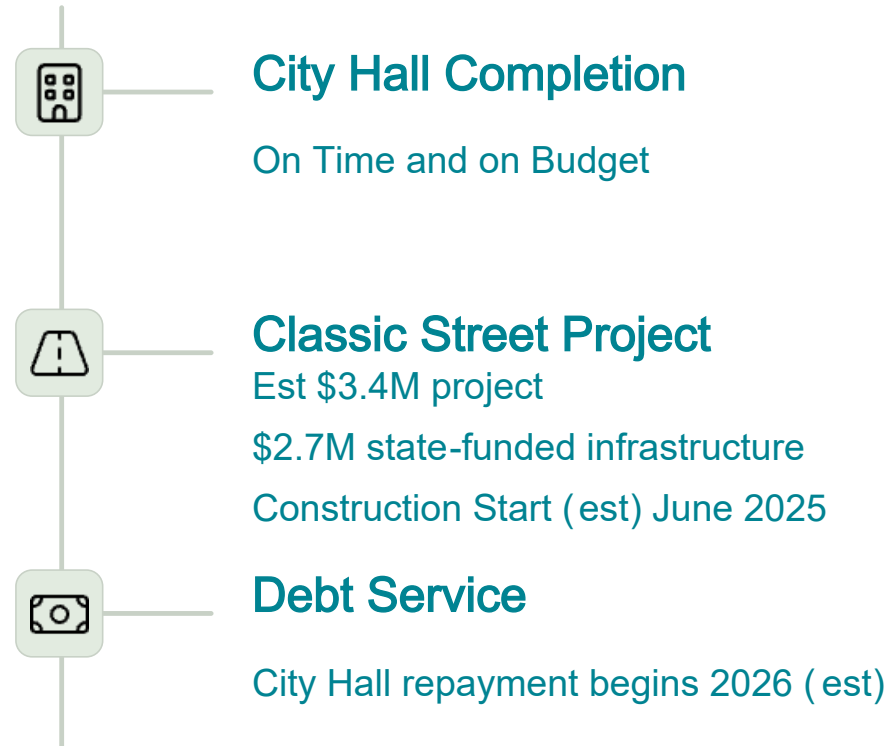 City Hall Completion
On Time and on Budget
Classic Street Project
Est $3.4M project
$2.7M state-funded infrastructure
Construction Start (est) June 2025
Debt Service
City Hall repayment begins 2026 (est)